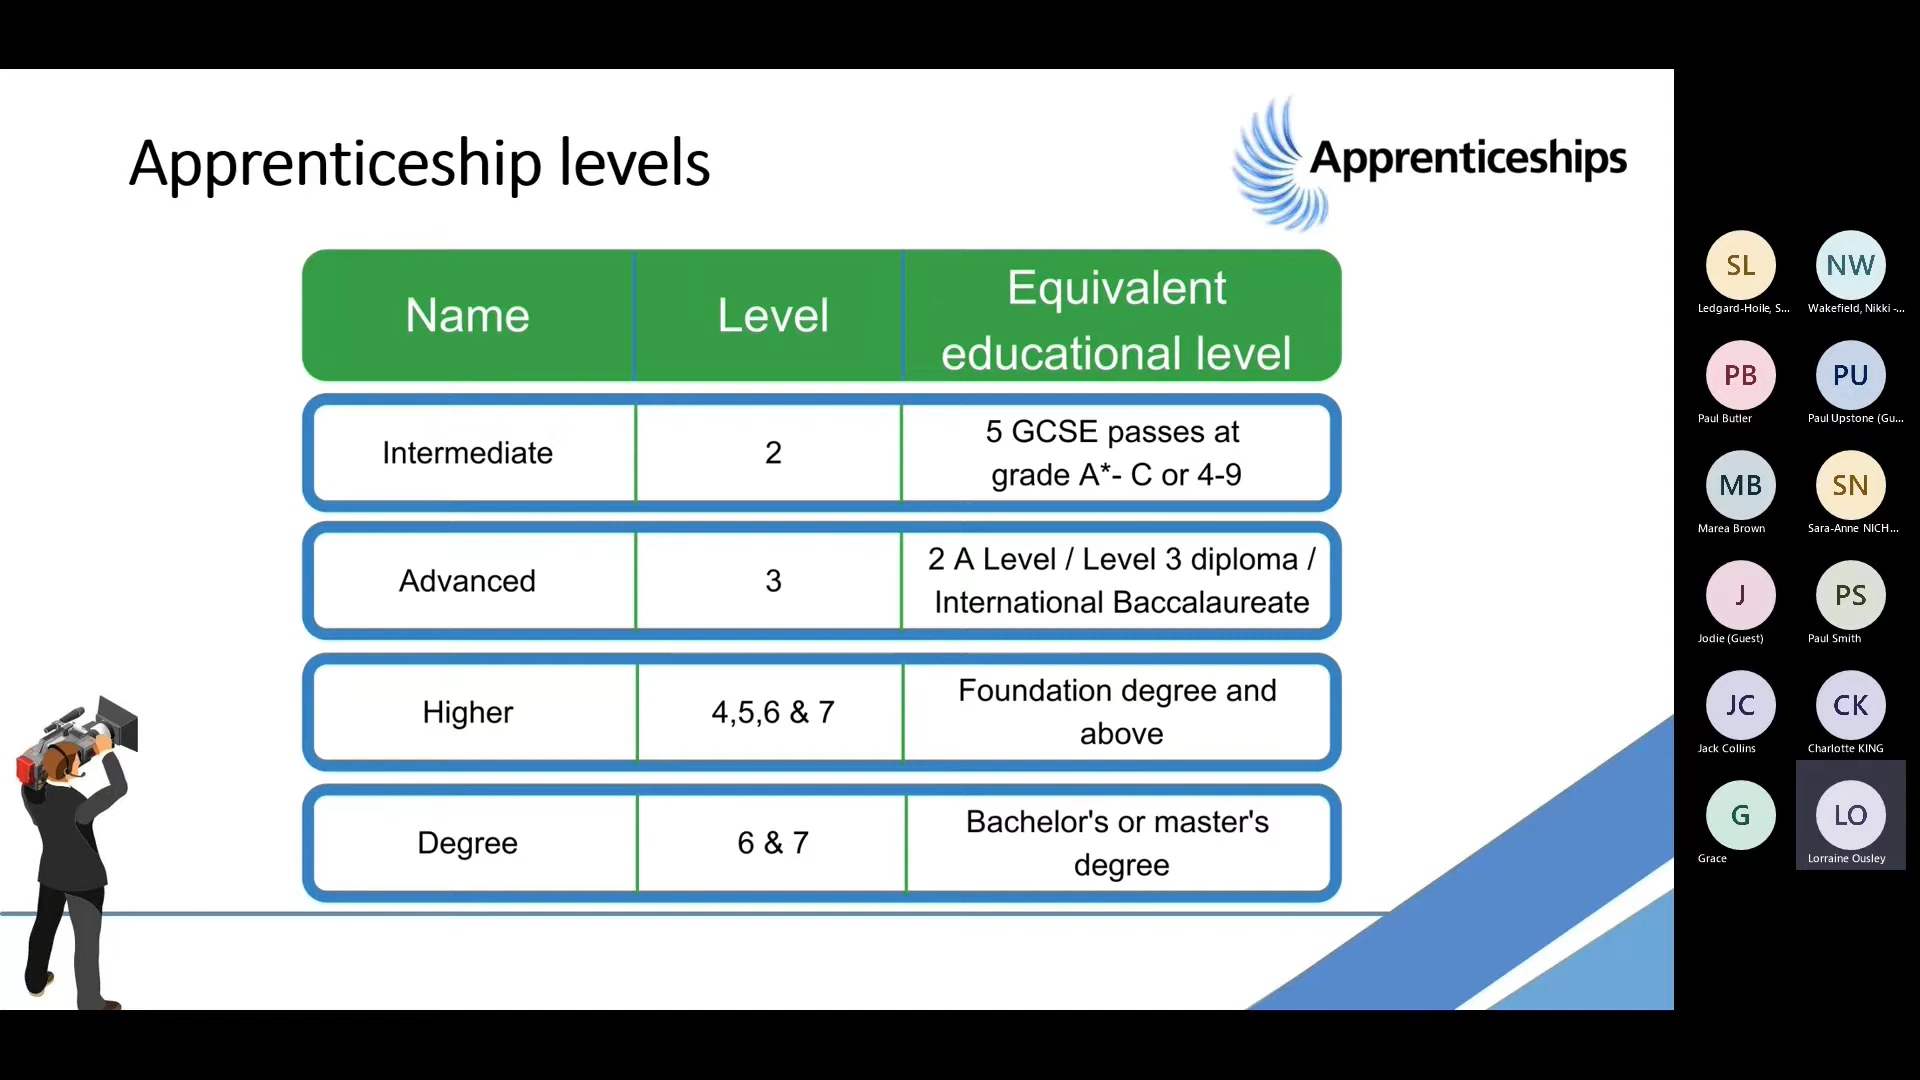 Apprenticeship levels
Apprenticeships
Name
Level
Equivalent
educational level
Intermediate
2
5 GCSE passes at
grade A*- C or 4-9
Advanced
3
2 A Level / Level 3 diploma /
International Baccalaureate
Higher
4,5,6 & 7
Foundation degree and
above
Degree
6 & 7
Bachelor's or master's
degree
SL
NW
Ledgard-Hoile, S...
Wakefield, Nikki -...
PB
PU
Paul Butler
Paul Upstone (Gu...
MB
SN
Marea Brown
Sara-Anne NICH...
J
PS
Jodie (Guest)
Paul Smith
JC
CK
Jack Collins
Charlotte KING
G
LO
Grace
Lorraine Ousley